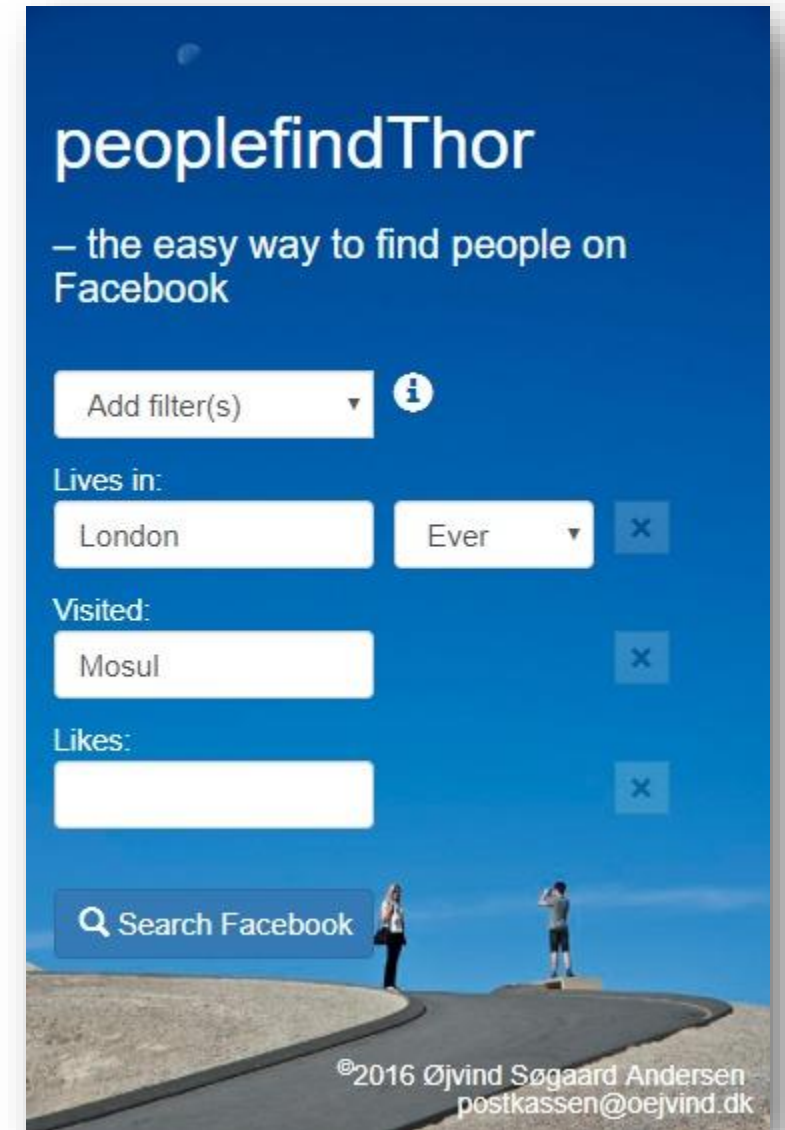 peoplefindThor
– the easy way to find people on
Facebook
Add filter(s)
Lives in:
London Ever
Visited:
Mosul
Likes:
Search Facebook
©2016 Øjvind Søgaard Andersen
postkassen@oejvind.dk